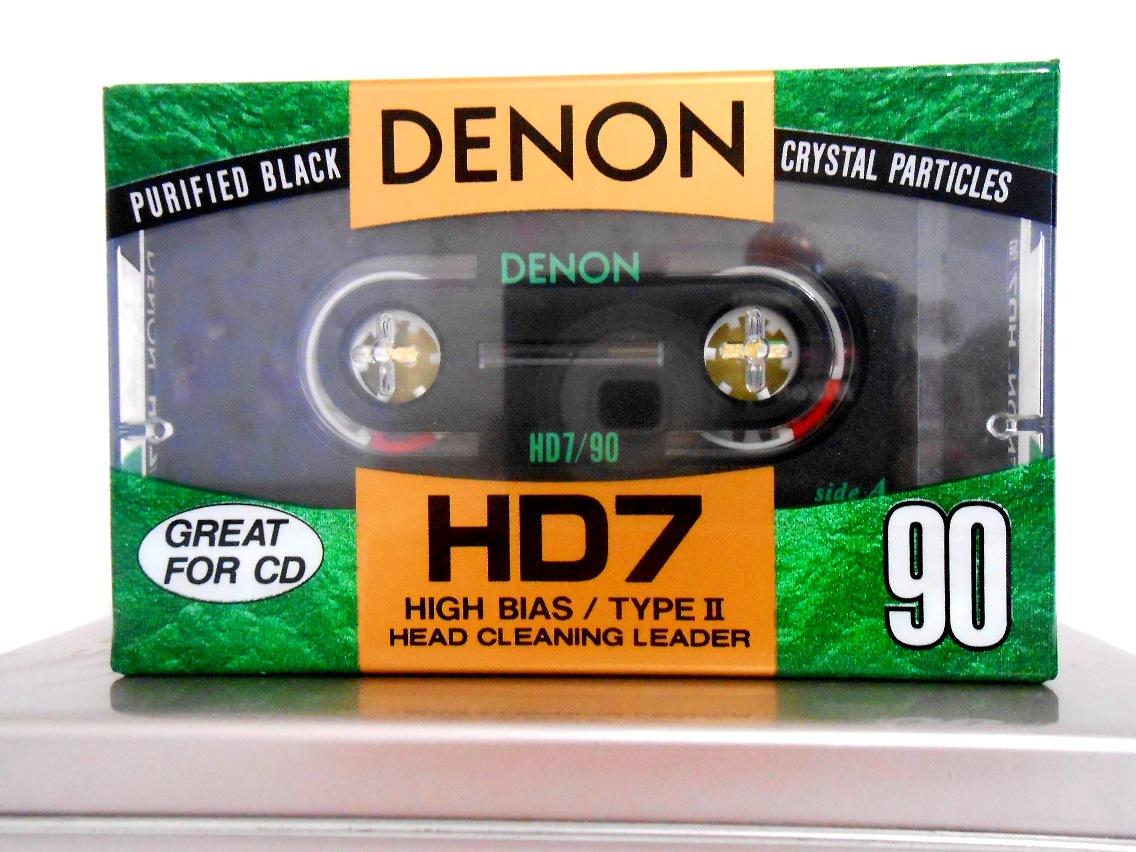 DENON
PURIFIED BLACK
CRYSTAL PARTICLES
DENON
HD7/90
side A
GREAT
FOR CD
HD7
HIGH BIAS / TYPE II
HEAD CLEANING LEADER
90